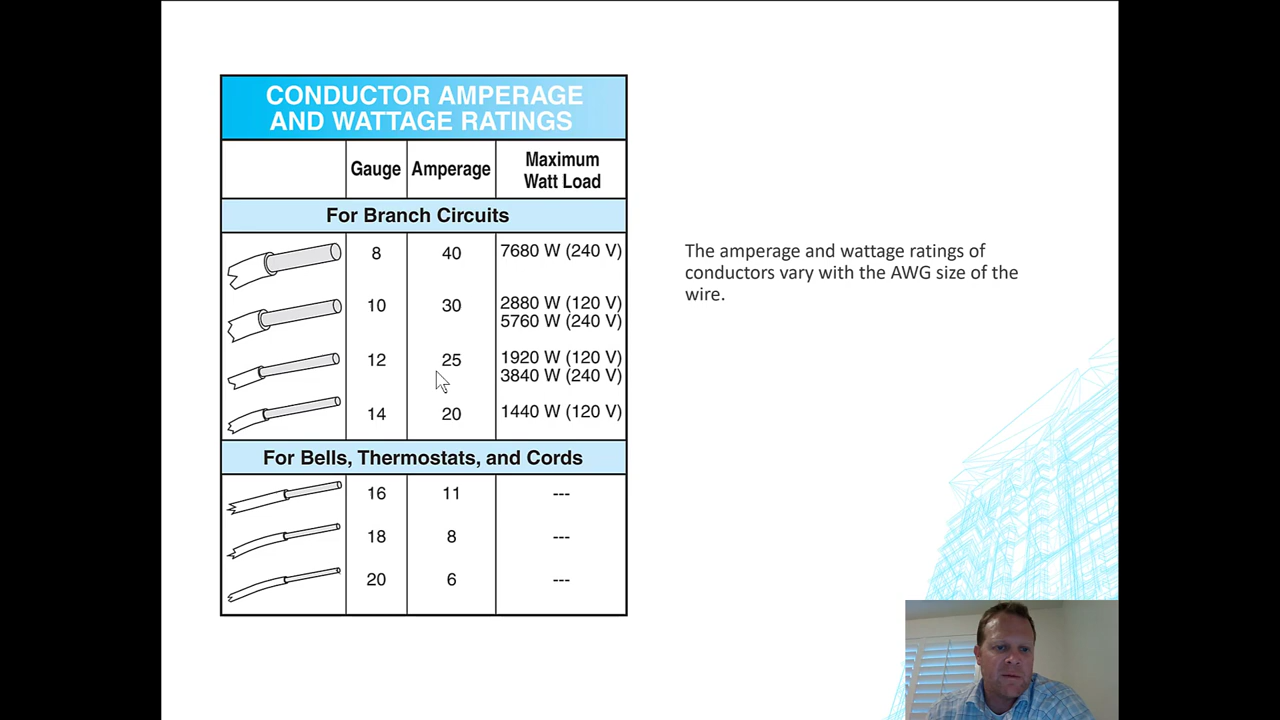 CONDUCTOR AMPERAGE
AND WATTAGE RATINGS
Gauge Amperage Maximum Watt Load
For Branch Circuits
8 40 7680 W (240 V)
10 30 2880 W (120 V)
5760 W (240 V)
12 25 1920 W (120 V)
3840 W (240 V)
14 20 1440 W (120 V)
For Bells, Thermostats, and Cords
16 11 ---
18 8 ---
20 6 ---
The amperage and wattage ratings of
conductors vary with the AWG size of the
wire.